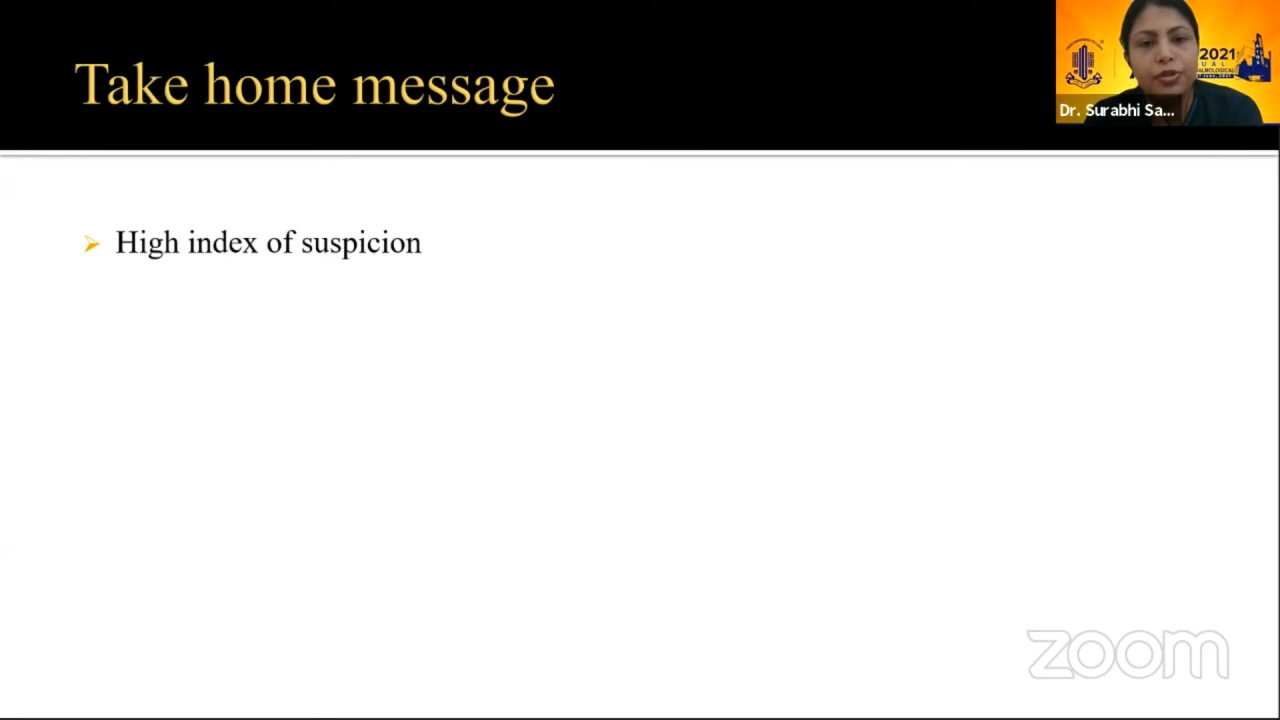 Take home message
2021
U A L
Dr. Surabhi Sa...
High index of suspicion
zoom